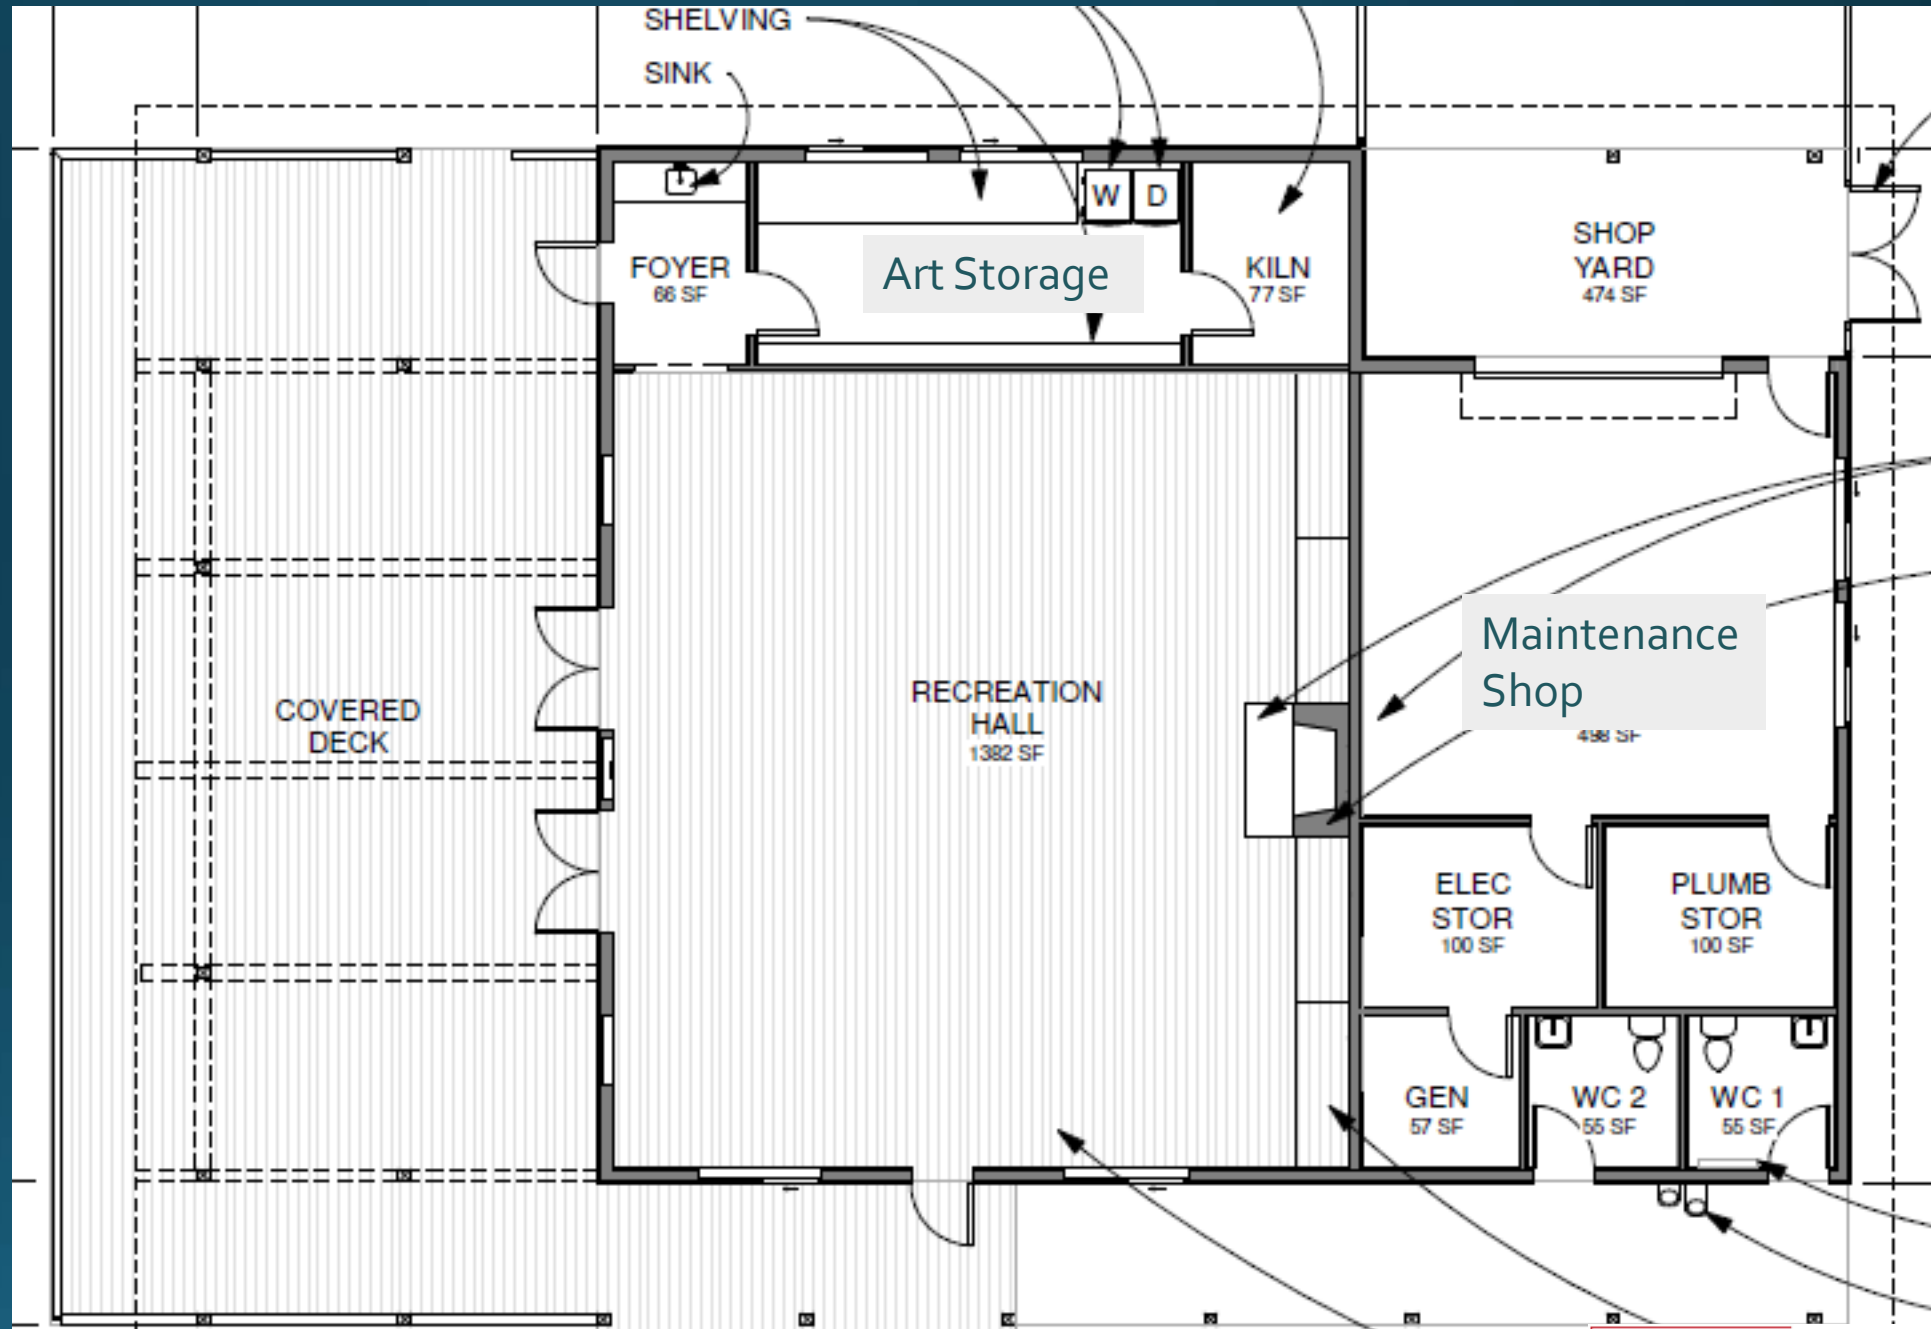 SHELVING
SINK
W D
FOYER
66 SF
Art Storage
KILN
77 SF
SHOP
YARD
474 SF
COVERED
DECK
RECREATION
HALL
1382 SF
Maintenance
Shop
498 SF
ELEC
STOR
100 SF
PLUMB
STOR
100 SF
GEN
57 SF
WC 2
55 SF
WC 1
55 SF